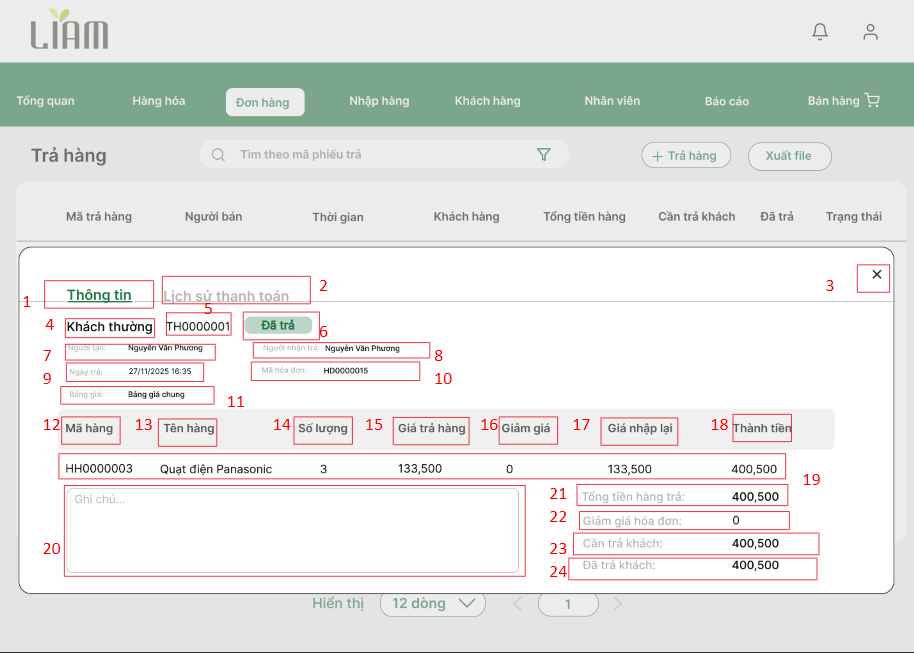 LIAM
Tổng quan Hàng hóa Đơn hàng Nhập hàng Khách hàng Nhân viên Báo cáo Bán hàng
Trả hàng Tìm theo mã phiếu trả + Trả hàng Xuất file
Mã trả hàng Người bán Thời gian Khách hàng Tổng tiền hàng Cần trả khách Đã trả Trạng thái
1 Thông tin Lịch sử thanh toán 2 3 ×
4 Khách thường 5 TH0000001 Đã trả 6
7 Người tạo: Nguyễn Văn Phương Người nhận trả: Nguyễn Văn Phương 8
9 Ngày trả: 27/11/2025 16:35 Mã hóa đơn: HD0000015 10
Bảng giá: Bảng giá chung 11
12 Mã hàng 13 Tên hàng 14 Số lượng 15 Giá trả hàng 16 Giảm giá 17 Giá nhập lại 18 Thành tiền
HH0000003 Quạt điện Panasonic 3 133,500 0 133,500 400,500 19
20 Ghi chú...
21 Tổng tiền hàng trả: 400,500
22 Giảm giá hóa đơn: 0
23 Cần trả khách: 400,500
24 Đã trả khách: 400,500
Hiển thị 12 dòng 1